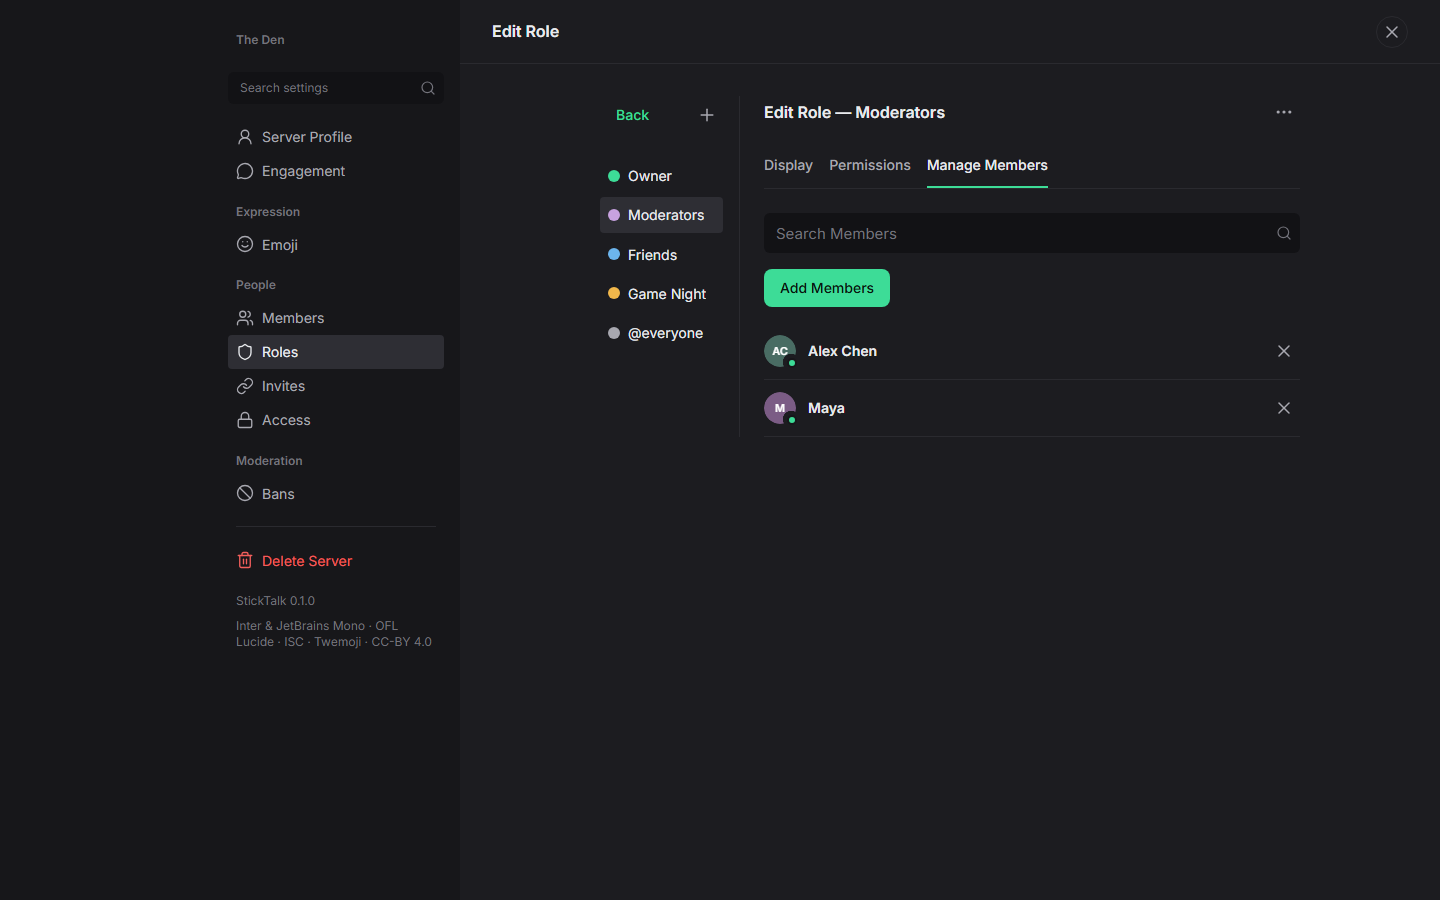 The Den
Search settings
Server Profile
Engagement
Expression
Emoji
People
Members
Roles
Invites
Access
Moderation
Bans
Delete Server
StickTalk 0.1.0
Inter & JetBrains Mono · OFL
Lucide · ISC · Twemoji · CC-BY 4.0
Edit Role
Back
Owner
Moderators
Friends
Game Night
@everyone
Edit Role — Moderators
Display Permissions Manage Members
Search Members
Add Members
AC Alex Chen
M Maya